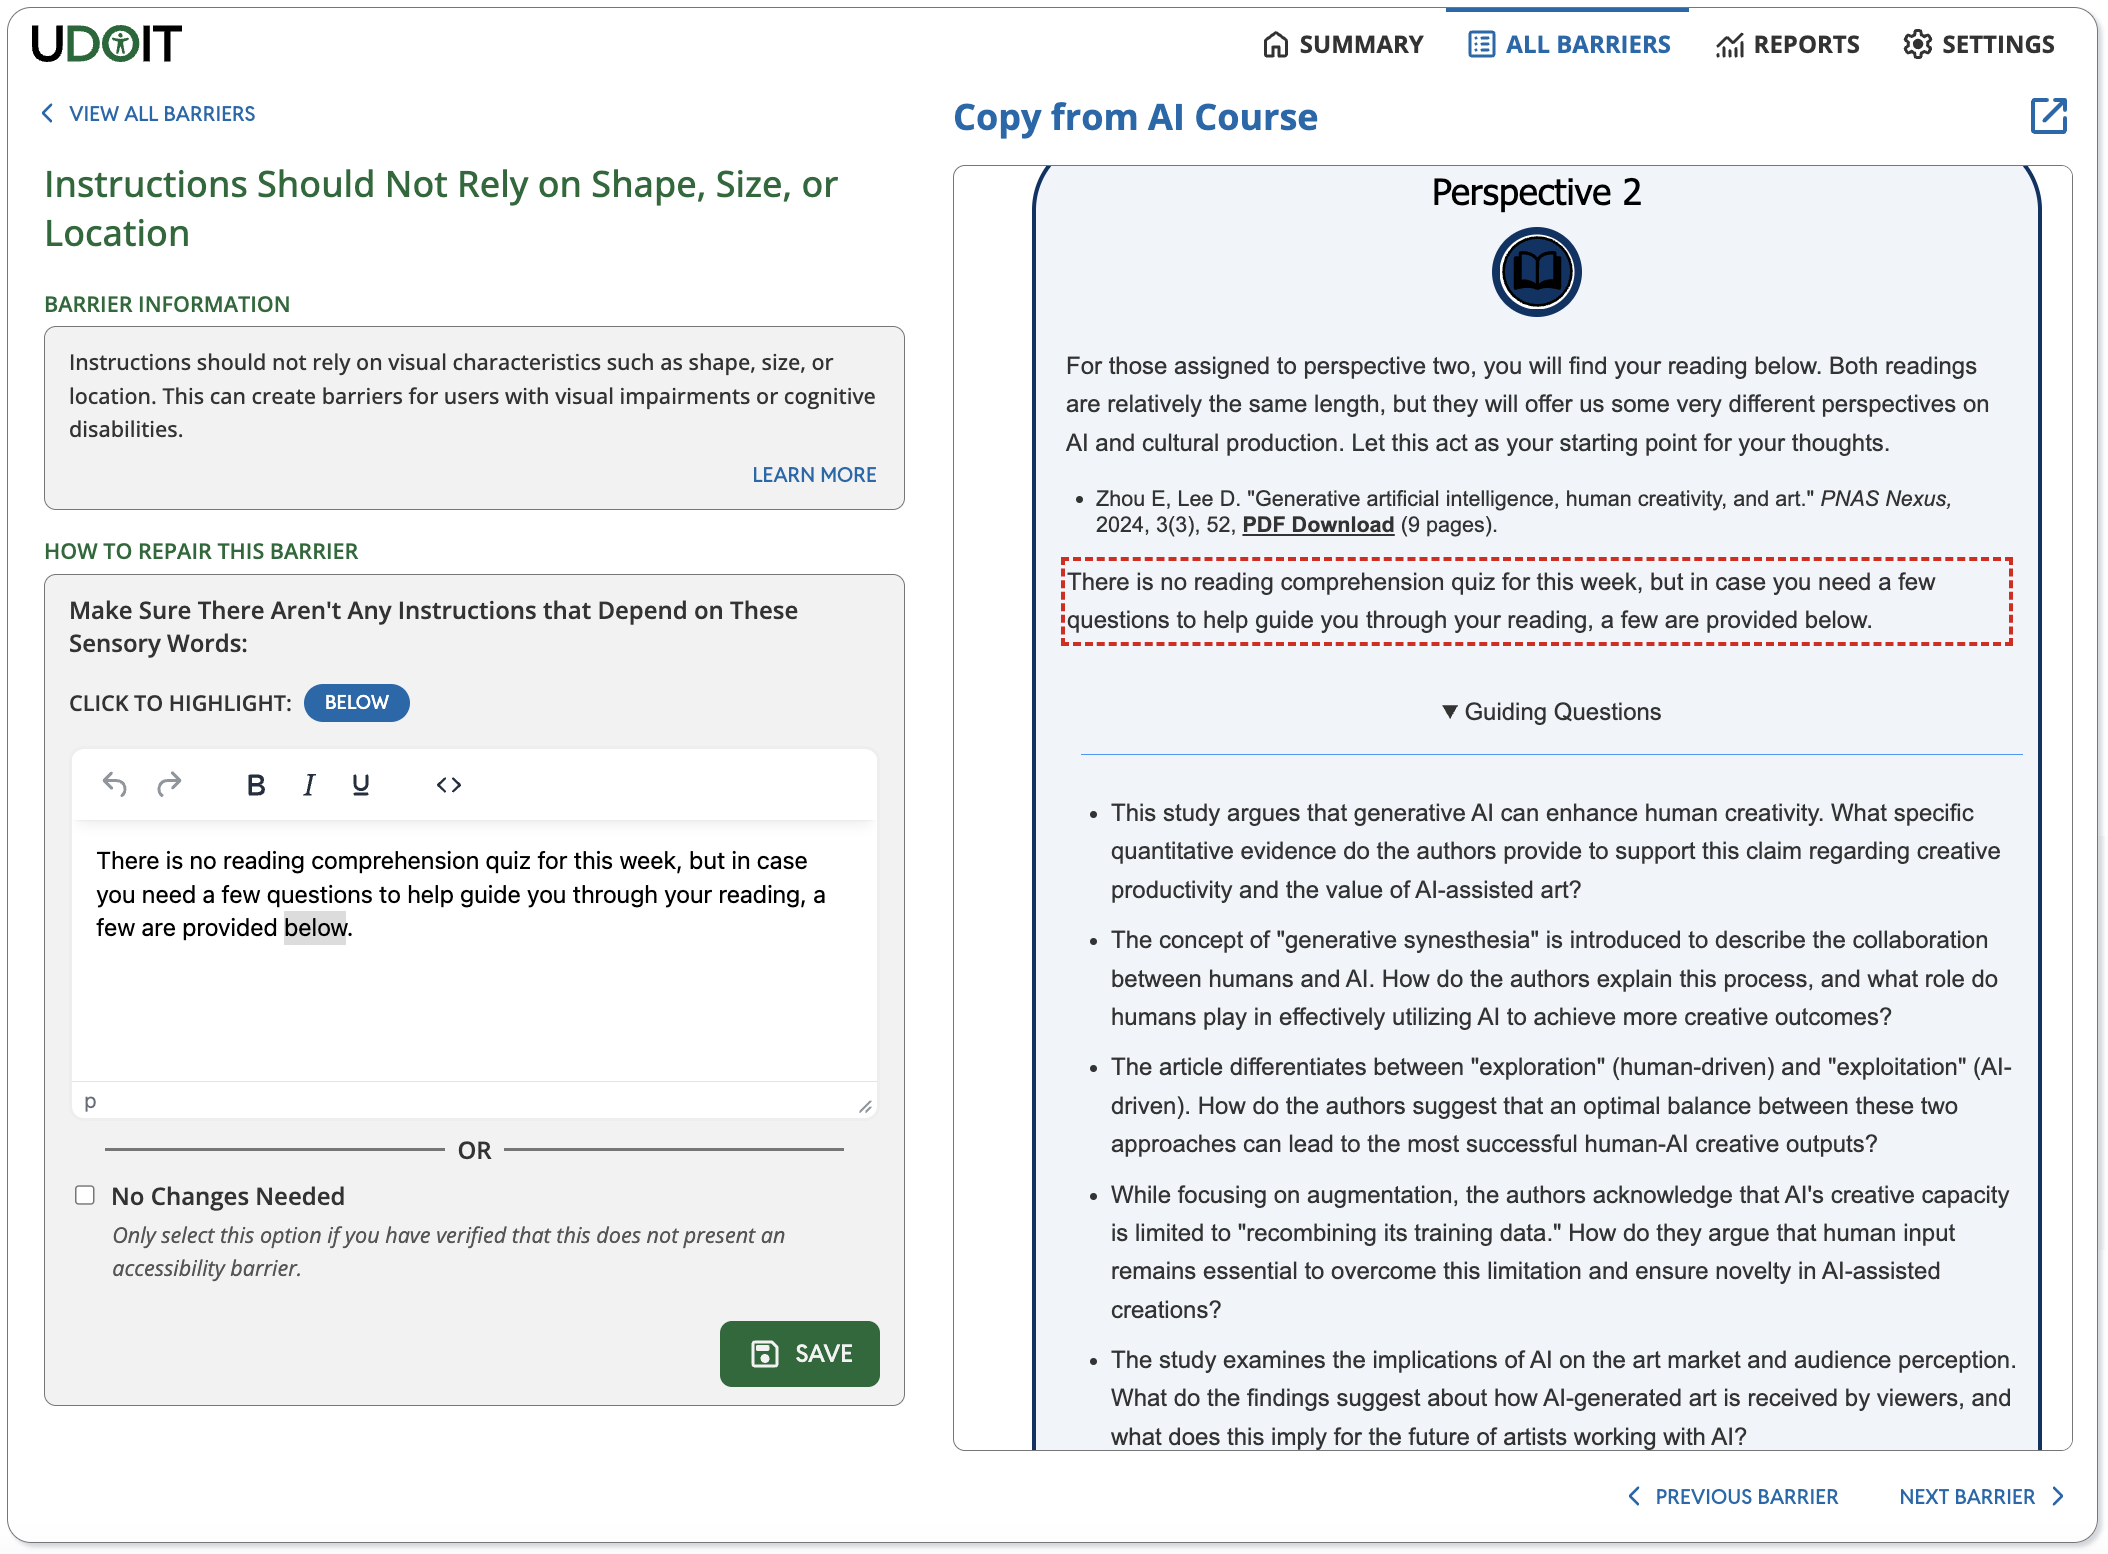 UDOIT
SUMMARY
ALL BARRIERS
REPORTS
SETTINGS
VIEW ALL BARRIERS
Instructions Should Not Rely on Shape, Size, or
Location
BARRIER INFORMATION
Instructions should not rely on visual characteristics such as shape, size, or
location. This can create barriers for users with visual impairments or cognitive
disabilities.
LEARN MORE
HOW TO REPAIR THIS BARRIER
Make Sure There Aren't Any Instructions that Depend on These
Sensory Words:
CLICK TO HIGHLIGHT: BELOW
B I U <>
There is no reading comprehension quiz for this week, but in case
you need a few questions to help guide you through your reading, a
few are provided below.
p
OR
No Changes Needed
Only select this option if you have verified that this does not present an
accessibility barrier.
SAVE
Copy from AI Course
Perspective 2
For those assigned to perspective two, you will find your reading below. Both readings
are relatively the same length, but they will offer us some very different perspectives on
AI and cultural production. Let this act as your starting point for your thoughts.
• Zhou E, Lee D. "Generative artificial intelligence, human creativity, and art." PNAS Nexus,
2024, 3(3), 52, PDF Download (9 pages).
There is no reading comprehension quiz for this week, but in case you need a few
questions to help guide you through your reading, a few are provided below.
▼ Guiding Questions
• This study argues that generative AI can enhance human creativity. What specific
quantitative evidence do the authors provide to support this claim regarding creative
productivity and the value of AI-assisted art?
• The concept of "generative synesthesia" is introduced to describe the collaboration
between humans and AI. How do the authors explain this process, and what role do
humans play in effectively utilizing AI to achieve more creative outcomes?
• The article differentiates between "exploration" (human-driven) and "exploitation" (AI-
driven). How do the authors suggest that an optimal balance between these two
approaches can lead to the most successful human-AI creative outputs?
• While focusing on augmentation, the authors acknowledge that AI's creative capacity
is limited to "recombining its training data." How do they argue that human input
remains essential to overcome this limitation and ensure novelty in AI-assisted
creations?
• The study examines the implications of AI on the art market and audience perception.
What do the findings suggest about how AI-generated art is received by viewers, and
what does this imply for the future of artists working with AI?
PREVIOUS BARRIER
NEXT BARRIER